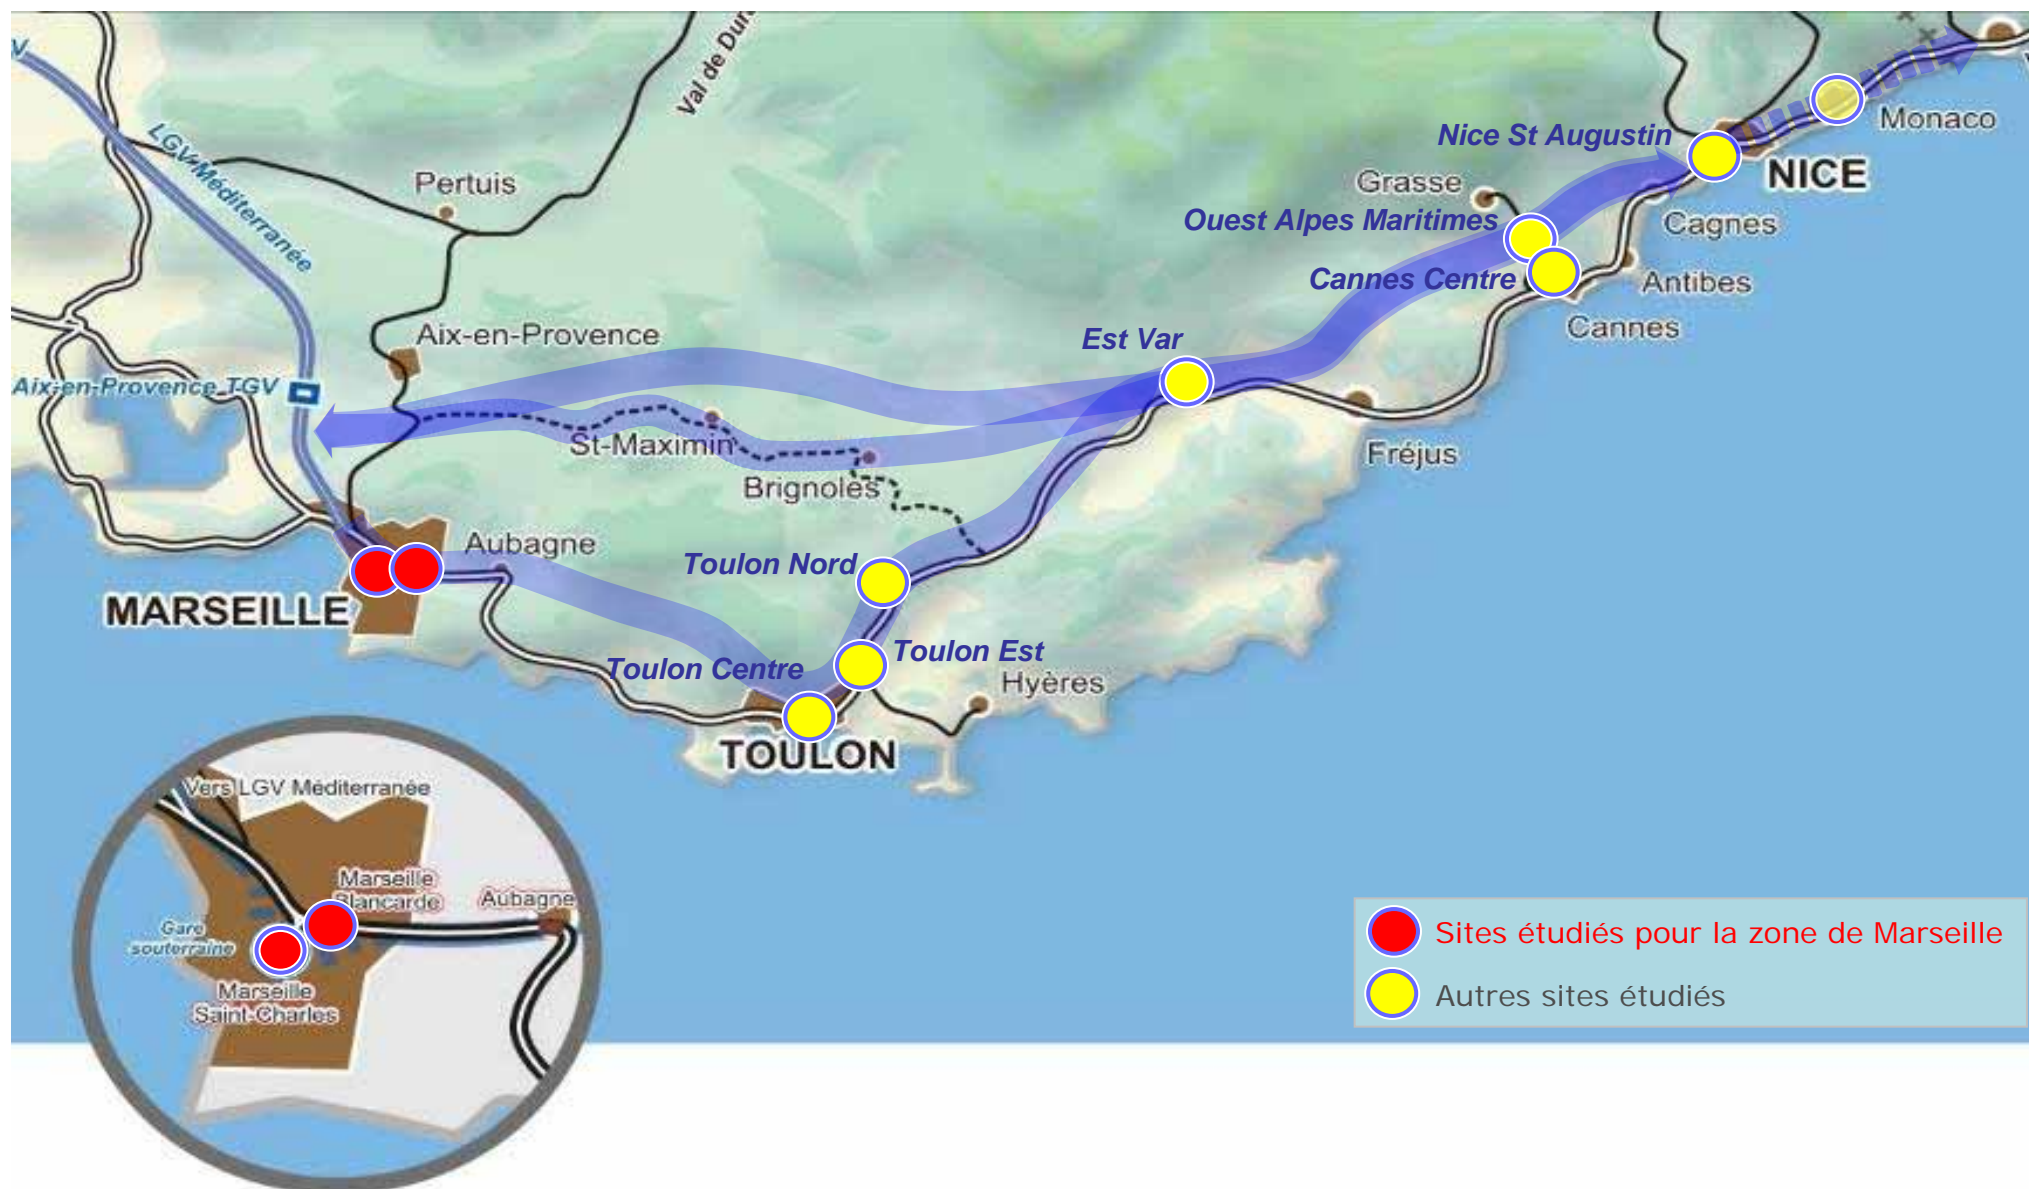 Val de Dura
LGV Méditerranée
Pertuis
Monaco
Nice St Augustin
NICE
Grasse
Ouest Alpes Maritimes
Cagnes
Cannes Centre
Antibes
Cannes
Aix-en-Provence
Est Var
Aix-en-Provence TGV
St-Maximin
Fréjus
Brignoles
Aubagne
Toulon Nord
MARSEILLE
Toulon Est
Toulon Centre
Hyères
TOULON
Vers LGV Méditerranée
Marseille
Blancarde
Aubagne
Gare
souterraine
Marseille
Saint-Charles
Sites étudiés pour la zone de Marseille
Autres sites étudiés